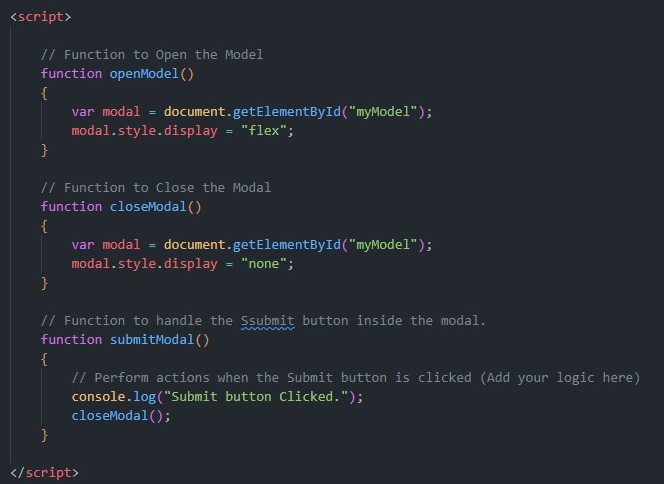 <script>
// Function to Open the Model
function openModel()
{
var modal = document.getElementById("myModel");
modal.style.display = "flex";
}
// Function to Close the Modal
function closeModal()
{
var modal = document.getElementById("myModel");
modal.style.display = "none";
}
// Function to handle the Ssubmit button inside the modal.
function submitModal()
{
// Perform actions when the Submit button is clicked (Add your logic here)
console.log("Submit button Clicked.");
closeModal();
}
</script>